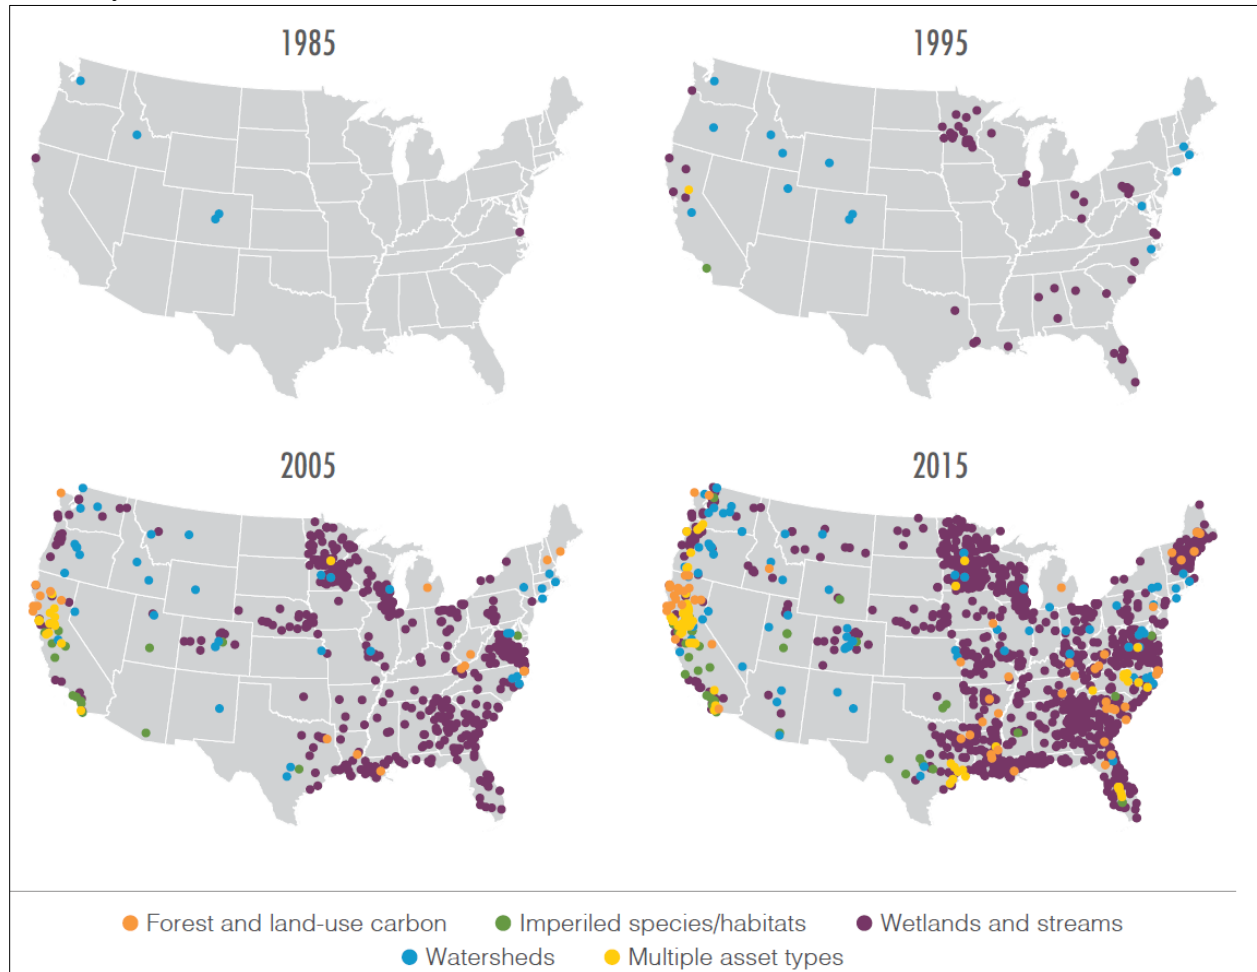 1985
1995
2005
2015
Forest and land-use carbon
Imperiled species/habitats
Wetlands and streams
Watersheds
Multiple asset types